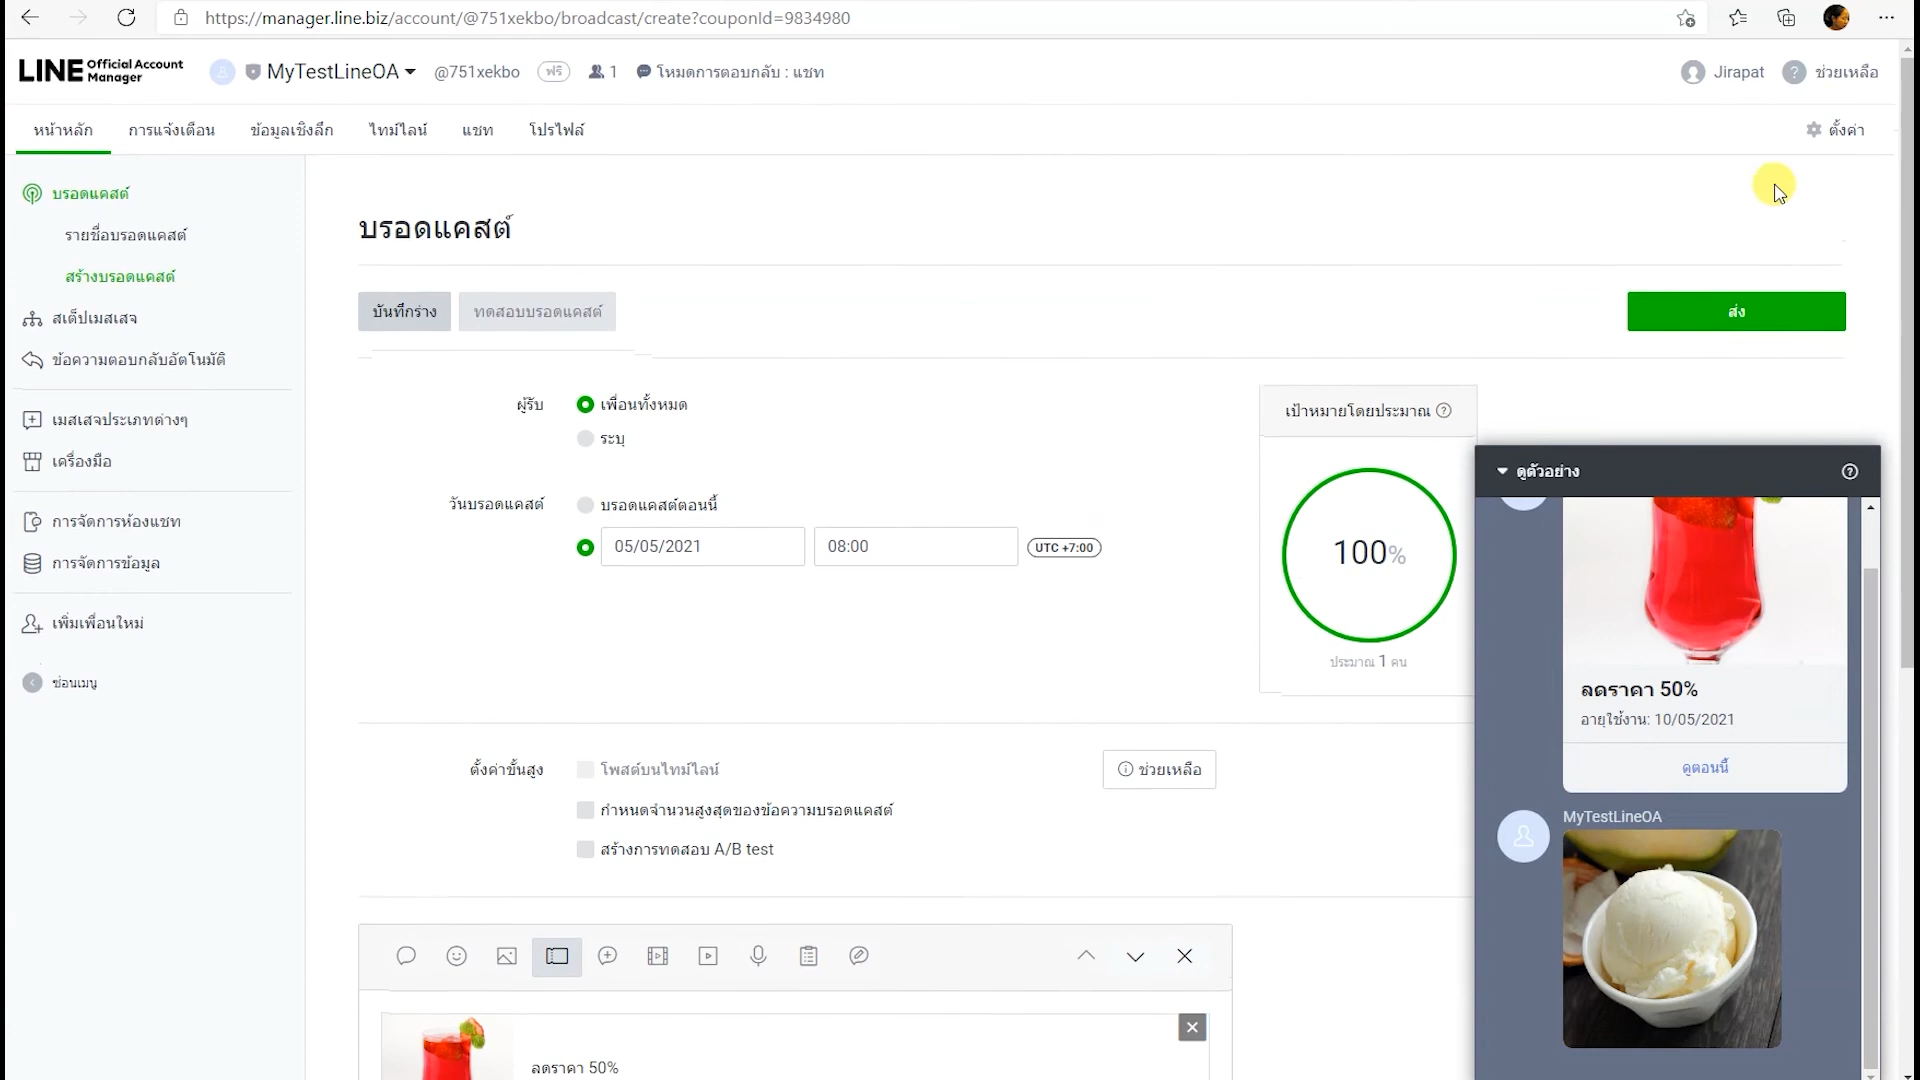 https://manager.line.biz/account/@751xekbo/broadcast/create?couponId=9834980
LINE Official Account Manager
MyTestLineOA
@751xekbo
ฟรี
1
โหมดการตอบกลับ : แชท
Jirapat
ช่วยเหลือ
หน้าหลัก
การแจ้งเตือน
ข้อมูลเชิงลึก
ไทม์ไลน์
แชท
โปรไฟล์
ตั้งค่า
บรอดแคสต์
รายชื่อบรอดแคสต์
สร้างบรอดแคสต์
สเต็ปเมสเสจ
ข้อความตอบกลับอัตโนมัติ
เมสเสจประเภทต่างๆ
เครื่องมือ
การจัดการห้องแชท
การจัดการข้อมูล
เพิ่มเพื่อนใหม่
ซ่อนเมนู
บรอดแคสต์
บันทึกร่าง
ทดสอบบรอดแคสต์
ส่ง
ผู้รับ
เพื่อนทั้งหมด
ระบุ
วันบรอดแคสต์
บรอดแคสต์ตอนนี้
05/05/2021
08:00
UTC +7:00
เป้าหมายโดยประมาณ
100%
ประมาณ 1 คน
ตั้งค่าขั้นสูง
โพสต์บนไทม์ไลน์
ช่วยเหลือ
กำหนดจำนวนสูงสุดของข้อความบรอดแคสต์
สร้างการทดสอบ A/B test
ลดราคา 50%
ดูตัวอย่าง
ลดราคา 50%
อายุใช้งาน: 10/05/2021
ดูตอนนี้
MyTestLineOA